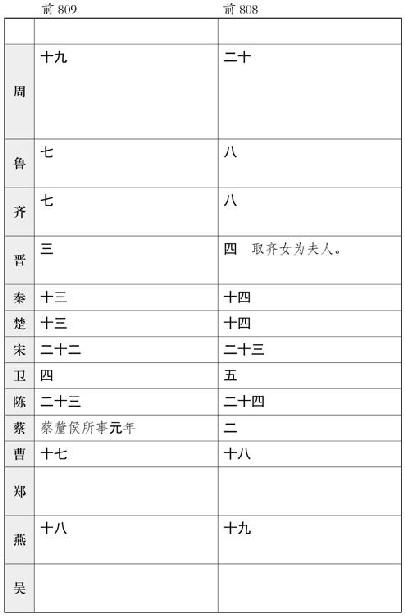 前 809 前 808
周 十九 二十
鲁 七 八
齐 七 八
晋 三 四 取齐女为夫人。
秦 十三 十四
楚 十三 十四
宋 二十二 二十三
卫 四 五
陈 二十三 二十四
蔡 蔡釐侯所事元年 二
曹 十七 十八
郑
燕 十八 十九
吴